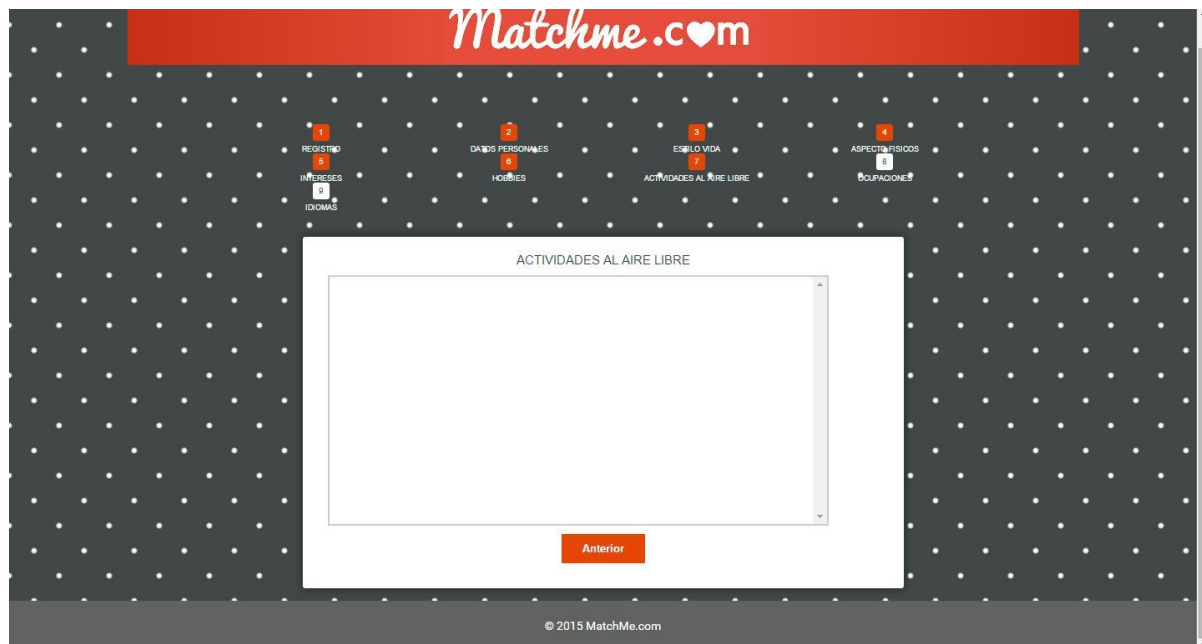 Matchme.com
1 2 3 4
REGISTRO DATOS PERSONALES ESTILO VIDA ASPECTO FISICOS
5 6 7 8
INTERESES HOBBIES ACTIVIDADES AL AIRE LIBRE OCUPACIONES
9
IDIOMAS
ACTIVIDADES AL AIRE LIBRE
Anterior
© 2015 MatchMe.com